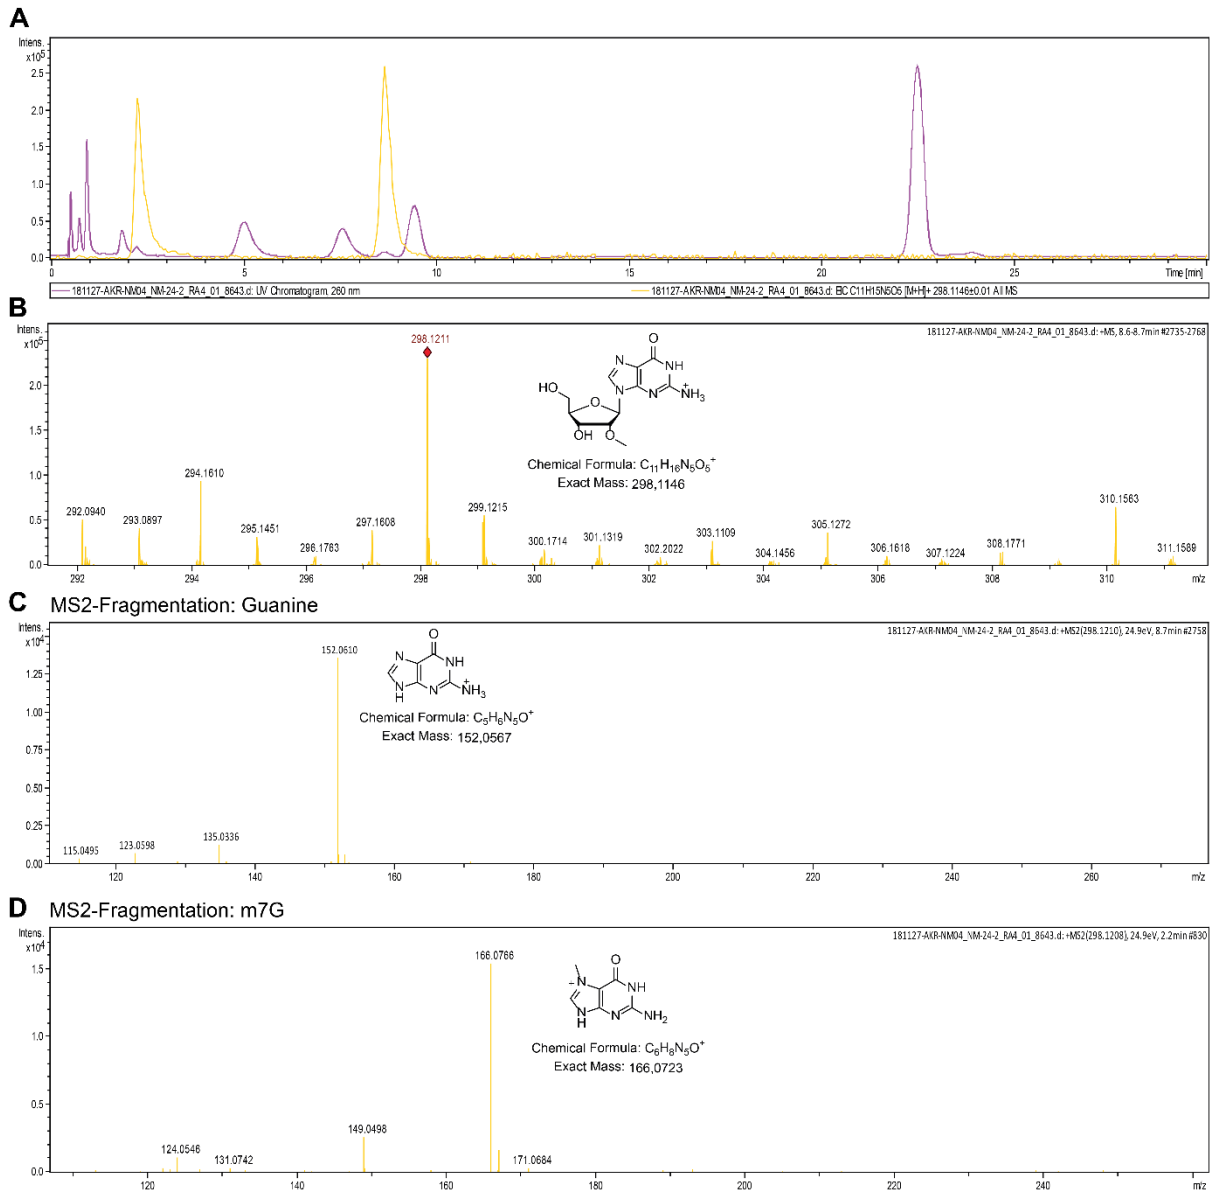 A
Intens.
x10⁵
2.5
2.0
1.5
1.0
0.5
0.0
0 5 10 15 20 25 Time [min]
181127-AKR-NM04_NM-24-2_RA4_01_8643.d: UV Chromatogram, 260 nm
181127-AKR-NM04_NM-24-2_RA4_01_8643.d: EIC C11H15N5O5 [M+H]+ 298.1146±0.01 All MS
B
Intens.
x10⁵
181127-AKR-NM04_NM-24-2_RA4_01_8643.d: +MS, 8.6-8.7min #2735-2768
298.1211
2.0
1.5
1.0
0.5
0.0
292.0940
293.0897
294.1610
295.1451
296.1763
297.1608
299.1215
300.1714
301.1319
302.2022
303.1109
304.1456
305.1272
306.1618
307.1224
308.1771
310.1563
311.1589
O
N
NH
N
N
NH₃
+
HO
O
OH
O
Chemical Formula: C₁₁H₁₆N₅O₅⁺
Exact Mass: 298,1146
292 294 296 298 300 302 304 306 308 310 m/z
C MS2-Fragmentation: Guanine
Intens.
x10⁴
181127-AKR-NM04_NM-24-2_RA4_01_8643.d: +MS2(298.1210), 24.9eV, 8.7min #2758
1.25
1.00
0.75
0.50
0.25
0.00
152.0610
115.0495
123.0598
135.0336
O
N
NH
N
H
N
NH₃
+
Chemical Formula: C₅H₆N₅O⁺
Exact Mass: 152,0567
120 140 160 180 200 220 240 260 m/z
D MS2-Fragmentation: m7G
Intens.
x10⁴
181127-AKR-NM04_NM-24-2_RA4_01_8643.d: +MS2(298.1208), 24.9eV, 2.2min #830
1.5
1.0
0.5
0.0
166.0766
124.0546
131.0742
149.0498
171.0684
O
N
NH
N
H
N
NH₂
Chemical Formula: C₆H₈N₅O⁺
Exact Mass: 166,0723
120 140 160 180 200 220 240 260 m/z